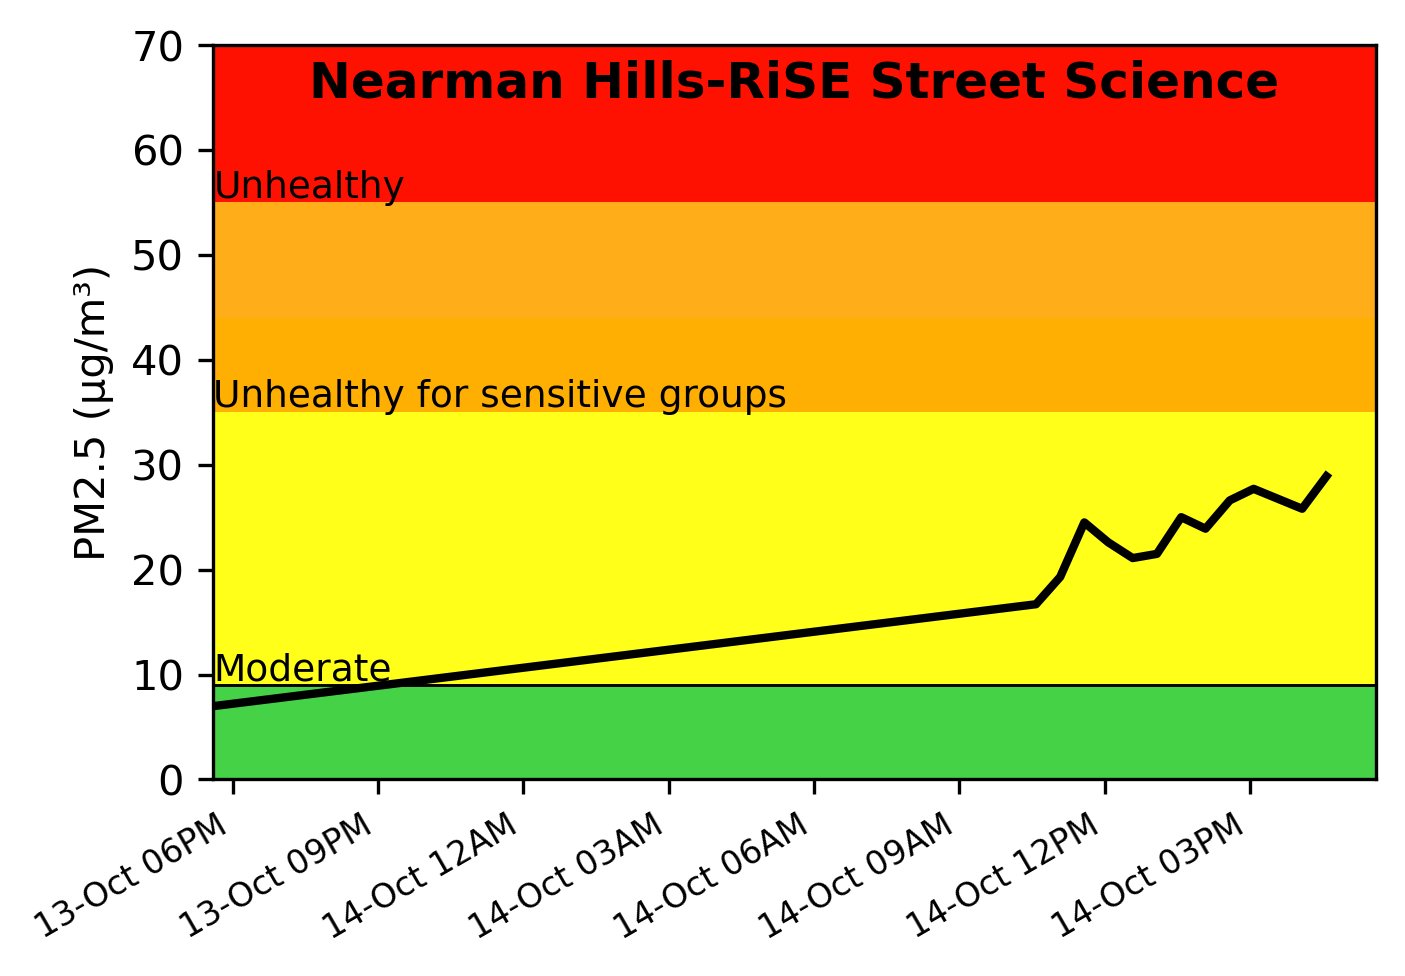 Nearman Hills-RiSE Street Science
PM2.5 (μg/m³)
70
60
50
40
30
20
10
0
Unhealthy
Unhealthy for sensitive groups
Moderate
13-Oct 06PM
13-Oct 09PM
14-Oct 12AM
14-Oct 03AM
14-Oct 06AM
14-Oct 09AM
14-Oct 12PM
14-Oct 03PM